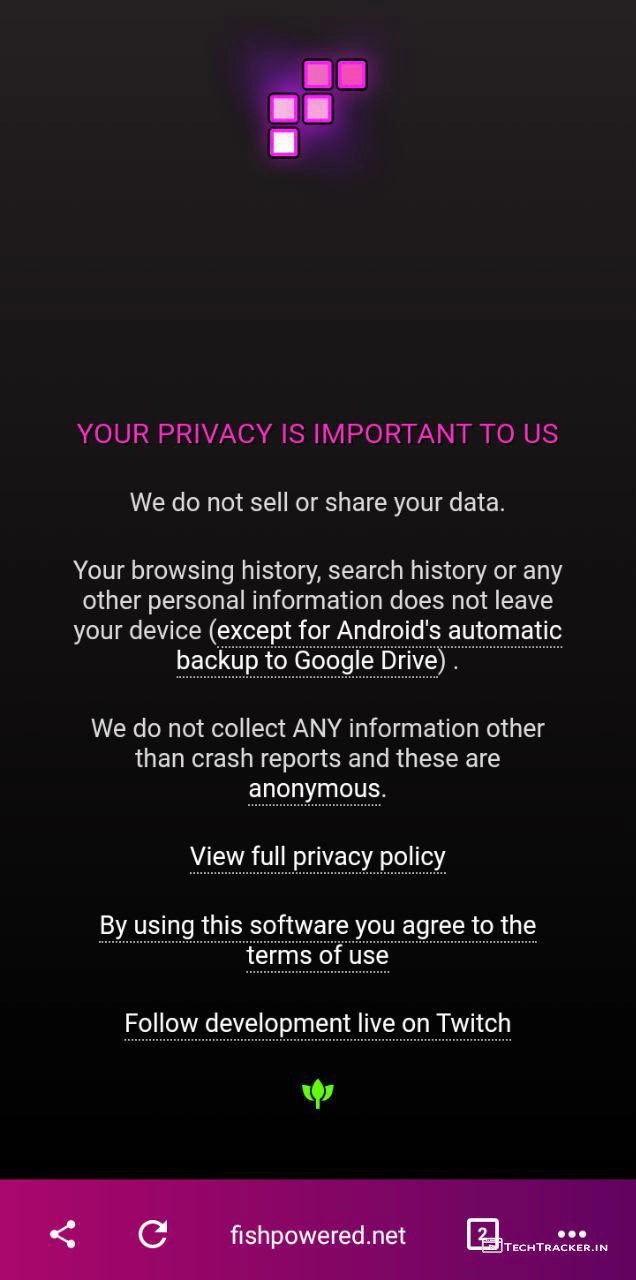 YOUR PRIVACY IS IMPORTANT TO US
We do not sell or share your data.
Your browsing history, search history or any
other personal information does not leave
your device (except for Android's automatic
backup to Google Drive) .
We do not collect ANY information other
than crash reports and these are
anonymous.
View full privacy policy
By using this software you agree to the
terms of use
Follow development live on Twitch
fishpowered.net
2
TECHTRACKER.IN